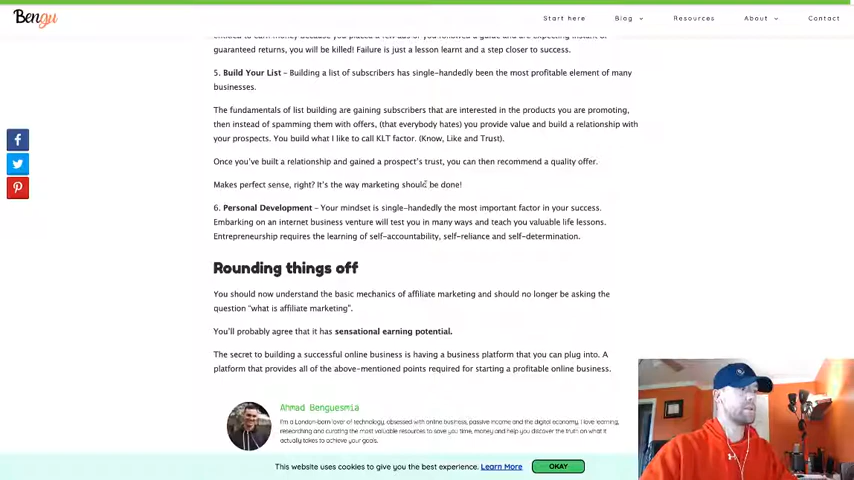 Bengu
Start here
Blog
Resources
About
Contact
entitled to earn money because you placed a few ads or you followed a guide and are expecting instant or
guaranteed returns, you will be killed! Failure is just a lesson learnt and a step closer to success.
5. Build Your List – Building a list of subscribers has single-handedly been the most profitable element of many
businesses.
The fundamentals of list building are gaining subscribers that are interested in the products you are promoting,
then instead of spamming them with offers, (that everybody hates) you provide value and build a relationship with
your prospects. You build what I like to call KLT factor. (Know, Like and Trust).
Once you've built a relationship and gained a prospect's trust, you can then recommend a quality offer.
Makes perfect sense, right? It's the way marketing should be done!
6. Personal Development – Your mindset is single-handedly the most important factor in your success.
Embarking on an internet business venture will test you in many ways and teach you valuable life lessons.
Entrepreneurship requires the learning of self-accountability, self-reliance and self-determination.
Rounding things off
You should now understand the basic mechanics of affiliate marketing and should no longer be asking the
question "what is affiliate marketing".
You'll probably agree that it has sensational earning potential.
The secret to building a successful online business is having a business platform that you can plug into. A
platform that provides all of the above-mentioned points required for starting a profitable online business.
Ahmad Benguesmia
I'm a London-born lover of technology, obsessed with online business, passive income and the digital economy. I love learning,
researching and curating the most valuable resources to save you time, money and help you discover the truth on what it
actually takes to achieve your goals.
This website uses cookies to give you the best experience. Learn More
OKAY